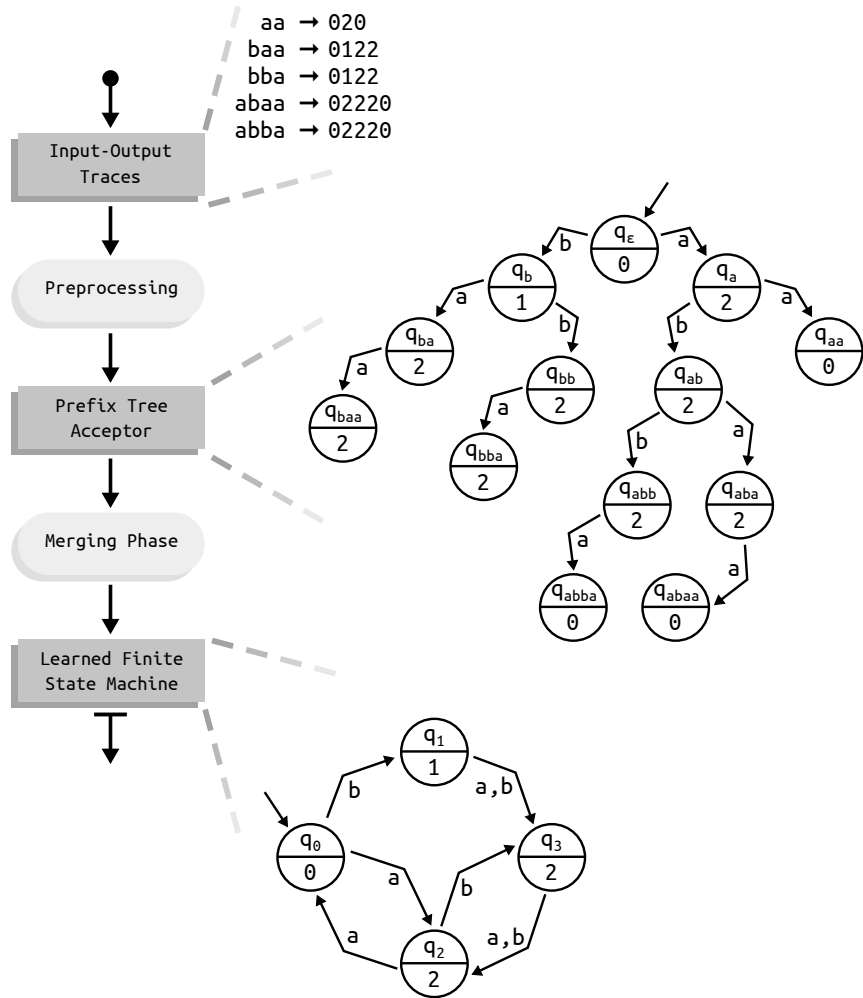 aa → 020
baa → 0122
bba → 0122
abaa → 02220
abba → 02220
Input-Output
Traces
Preprocessing
Prefix Tree
Acceptor
Merging Phase
Learned Finite
State Machine
qε
0
b
a
qb
1
qa
2
a
b
b
a
qba
2
qaa
0
qbb
2
qab
2
a
a
b
a
qbaa
2
qbba
2
qabb
2
qaba
2
a
a
qabba
0
qabaa
0
q1
1
b
a,b
q0
0
q3
2
a
b
a
a,b
q2
2